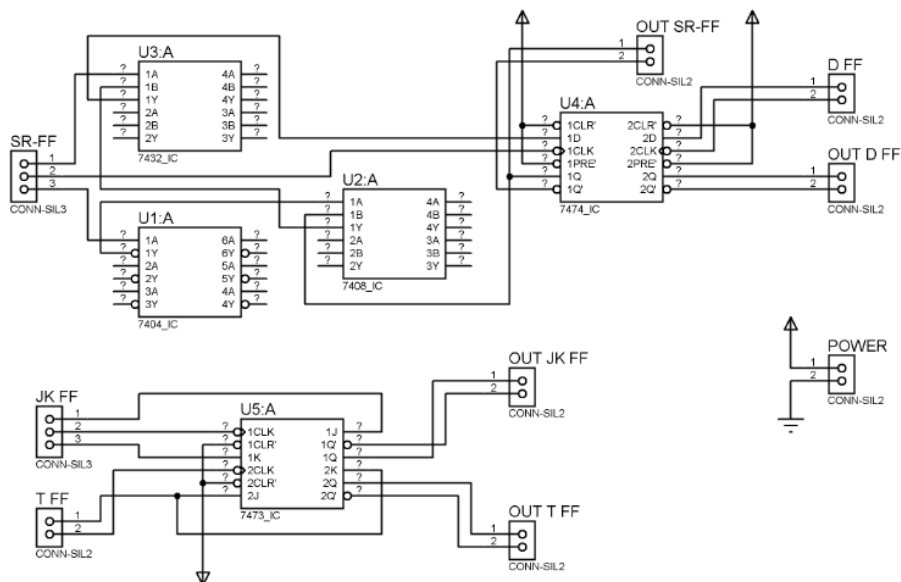 OUT SR-FF
1
2
CONN-SIL2
U3:A
? 1A 4A ?
? 1B 4B ?
? 1Y 4Y ?
? 2A 3A ?
? 2B 3B ?
? 2Y 3Y ?
7432_IC
D FF
1
2
CONN-SIL2
U4:A
? 1CLR' 2CLR' ?
? 1D 2D ?
? 1CLK 2CLK ?
? 1PRE' 2PRE' ?
? 1Q 2Q ?
? 1Q' 2Q' ?
7474_IC
OUT D FF
1
2
CONN-SIL2
SR-FF
1
2
3
CONN-SIL3
U2:A
? 1A 4A ?
? 1B 4B ?
? 1Y 4Y ?
? 2A 3A ?
? 2B 3B ?
? 2Y 3Y ?
7408_IC
U1:A
? 1A 6A ?
? 1Y 6Y ?
? 2A 5A ?
? 2Y 5Y ?
? 3A 4A ?
? 3Y 4Y ?
7404_IC
POWER
1
2
CONN-SIL2
OUT JK FF
1
2
CONN-SIL2
JK FF
1
2
3
CONN-SIL3
U5:A
? 1CLK 1J ?
? 1CLR' 1Q' ?
? 1K 1Q ?
? 2CLK 2K ?
? 2CLR' 2Q ?
? 2J 2Q' ?
7473_IC
T FF
1
2
CONN-SIL2
OUT T FF
1
2
CONN-SIL2